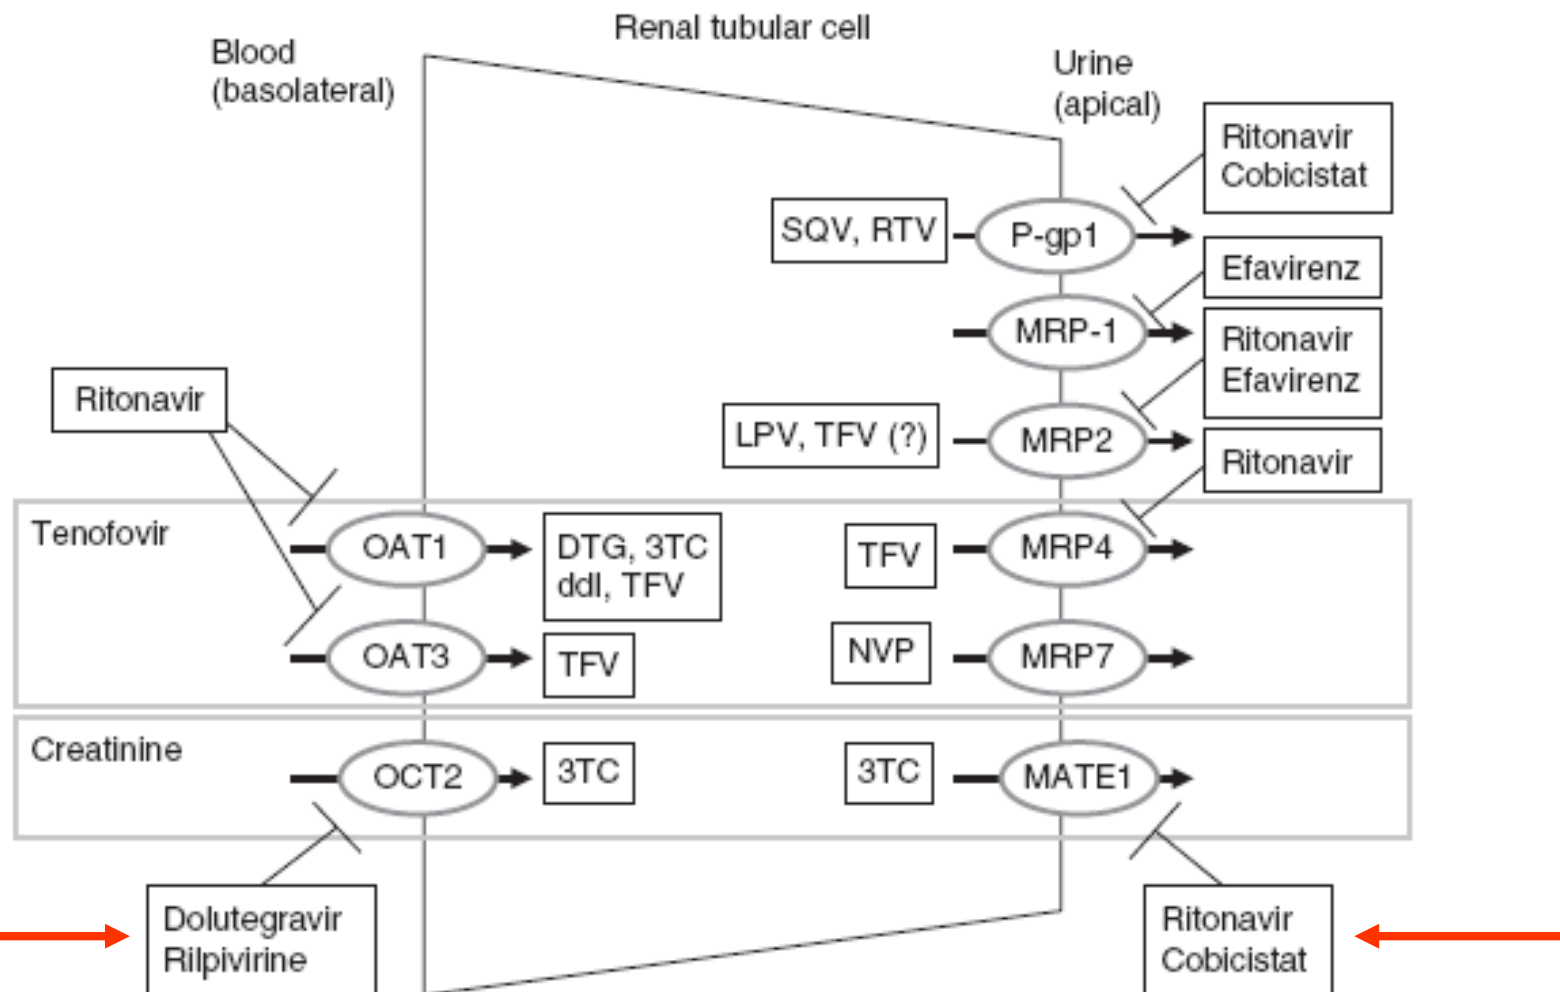 Renal tubular cell
Blood
(basolateral)
Urine
(apical)
Ritonavir
Cobicistat
SQV, RTV
P-gp1
Efavirenz
MRP-1
Ritonavir
Efavirenz
Ritonavir
LPV, TFV (?)
MRP2
Ritonavir
Tenofovir
OAT1
DTG, 3TC
ddI, TFV
TFV
MRP4
OAT3
TFV
NVP
MRP7
Creatinine
OCT2
3TC
3TC
MATE1
Dolutegravir
Rilpivirine
Ritonavir
Cobicistat